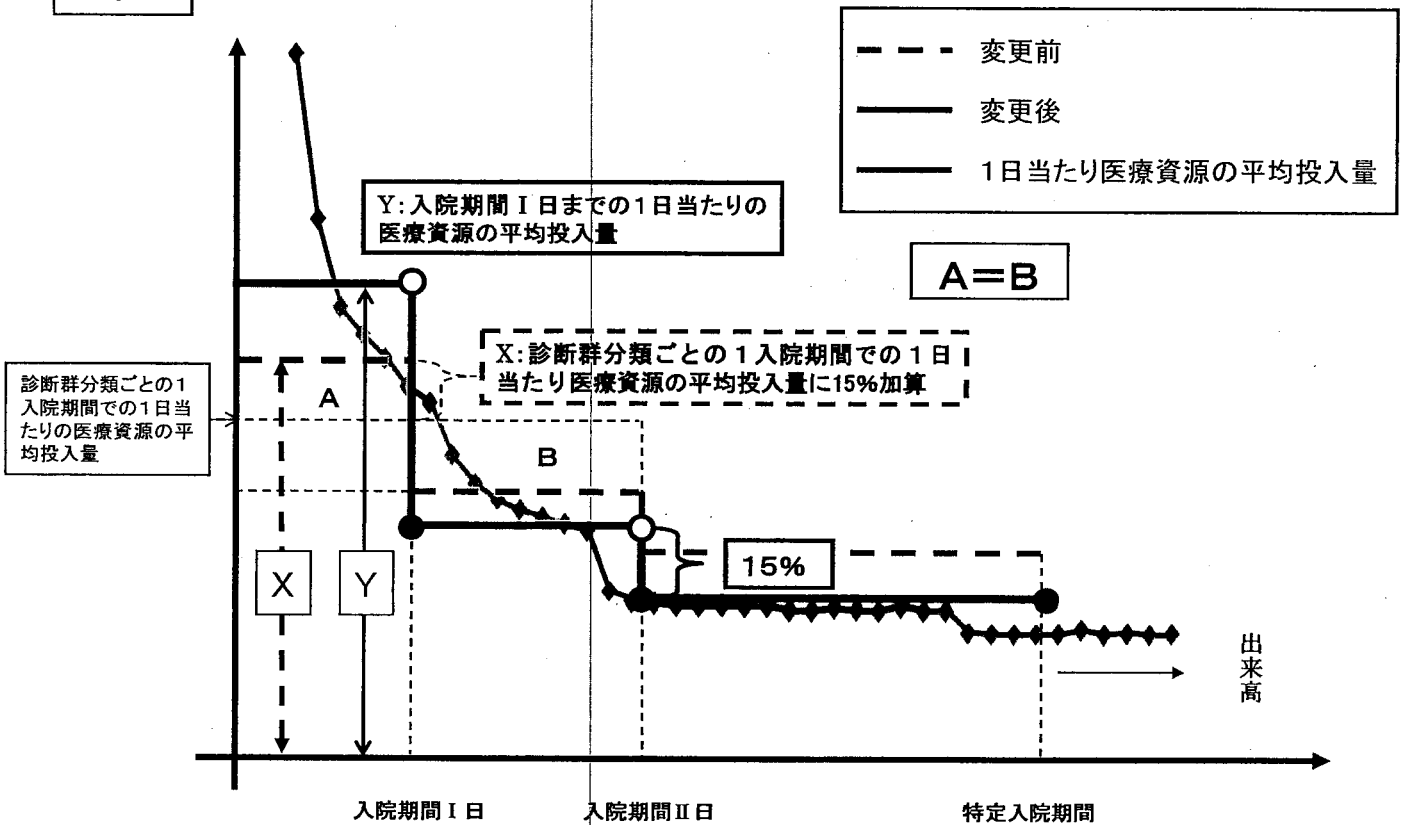 変更前
変更後
1日当たり医療資源の平均投入量
Y:入院期間Ⅰ日までの1日当たりの
医療資源の平均投入量
A＝B
X:診断群分類ごとの1入院期間での1日
当たり医療資源の平均投入量に15%加算
診断群分類ごとの1
入院期間での1日当
たりの医療資源の平
均投入量
A
B
15%
X
Y
出来高
入院期間Ⅰ日
入院期間Ⅱ日
特定入院期間